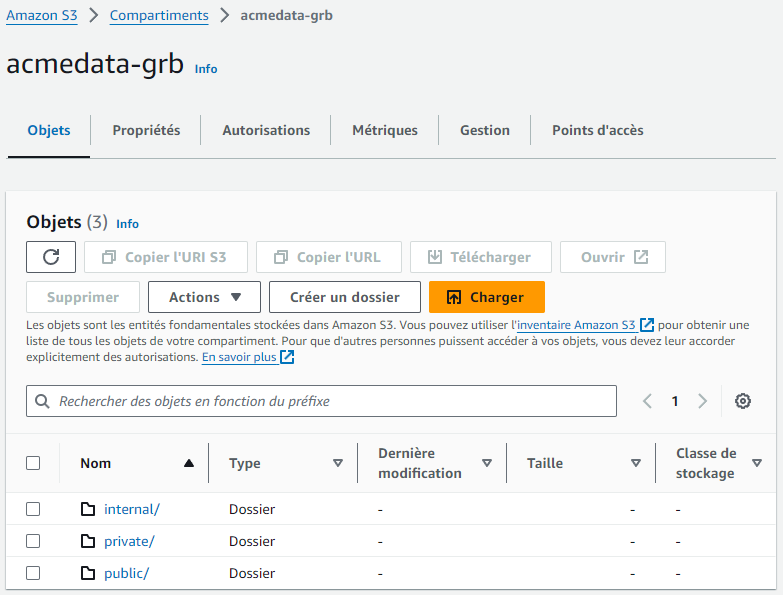 Amazon S3 > Compartiments > acmedata-grb
acmedata-grb Info
Objets Propriétés Autorisations Métriques Gestion Points d'accès
Objets (3) Info
Copier l'URI S3 Copier l'URL Télécharger Ouvrir
Supprimer Actions Créer un dossier Charger
Les objets sont les entités fondamentales stockées dans Amazon S3. Vous pouvez utiliser l'inventaire Amazon S3 pour obtenir une
liste de tous les objets de votre compartiment. Pour que d'autres personnes puissent accéder à vos objets, vous devez leur accorder
explicitement des autorisations. En savoir plus
Rechercher des objets en fonction du préfixe
1
Nom Type Dernière modification Taille Classe de stockage
internal/ Dossier - - -
private/ Dossier - - -
public/ Dossier - - -